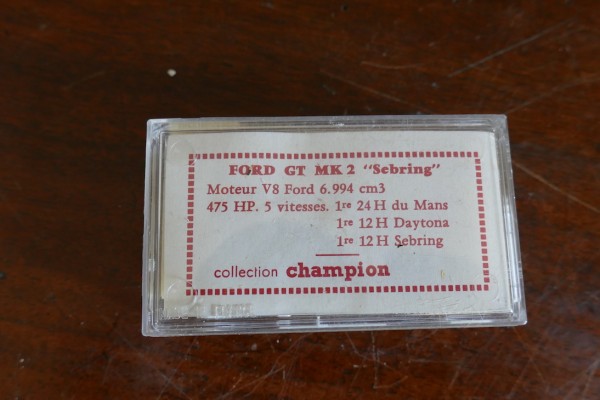 FORD GT MK 2 "Sebring"
Moteur V8 Ford 6.994 cm3
475 HP. 5 vitesses. 1re 24 H du Mans
1re 12 H Daytona
1re 12 H Sebring
collection champion